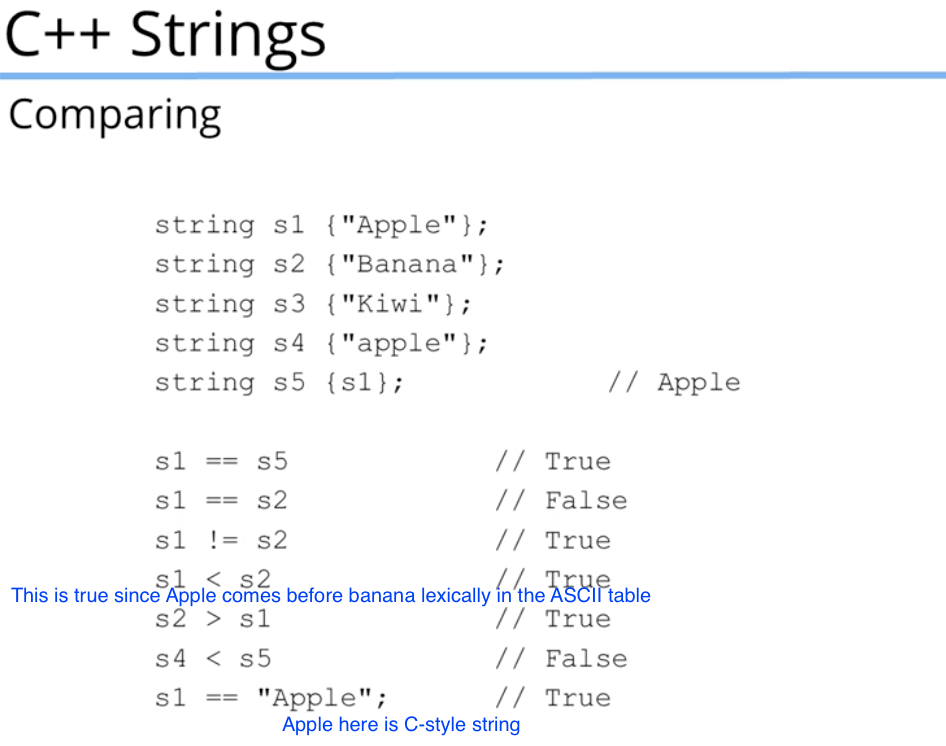 C++ Strings
Comparing
string s1 {"Apple"};
string s2 {"Banana"};
string s3 {"Kiwi"};
string s4 {"apple"};
string s5 {s1}; // Apple
s1 == s5 // True
s1 == s2 // False
s1 != s2 // True
s1 < s2 // True
This is true since Apple comes before banana lexically in the ASCII table
s2 > s1 // True
s4 < s5 // False
s1 == "Apple"; // True
Apple here is C-style string